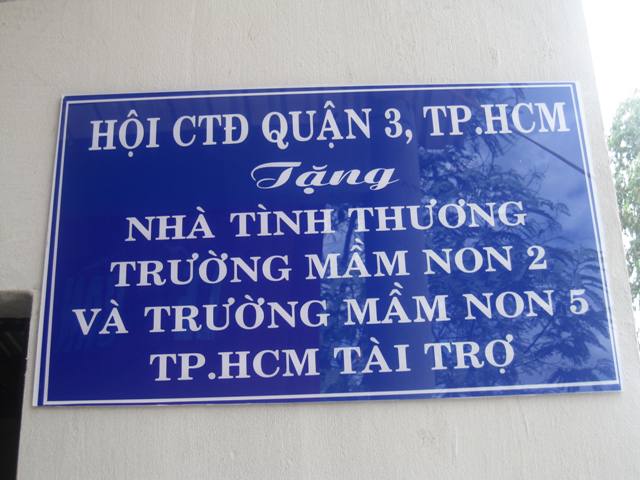 HỘI CTĐ QUẬN 3, TP.HCM
Tặng
NHÀ TÌNH THƯƠNG
TRƯỜNG MẦM NON 2
VÀ TRƯỜNG MẦM NON 5
TP.HCM TÀI TRỢ